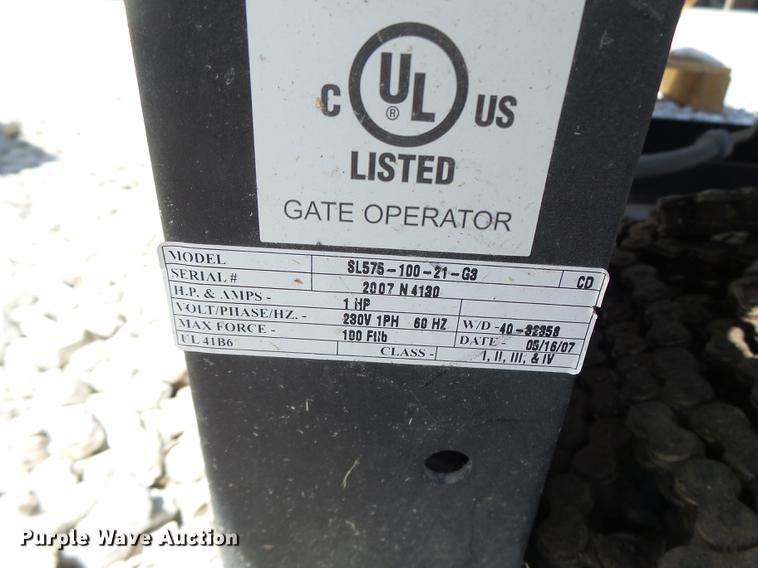 C UL US
®
LISTED
GATE OPERATOR
MODEL SL575-100-21-G3 CD
SERIAL # 2007 N 4130
H.P. & AMPS - 1 HP
VOLT/PHASE/HZ. - 230V 1PH 60 HZ W/D -40-32358
MAX FORCE - 100 Ftlb DATE - 05/16/07
UL 41B6 CLASS - I, II, III, & IV
Purple Wave Auction